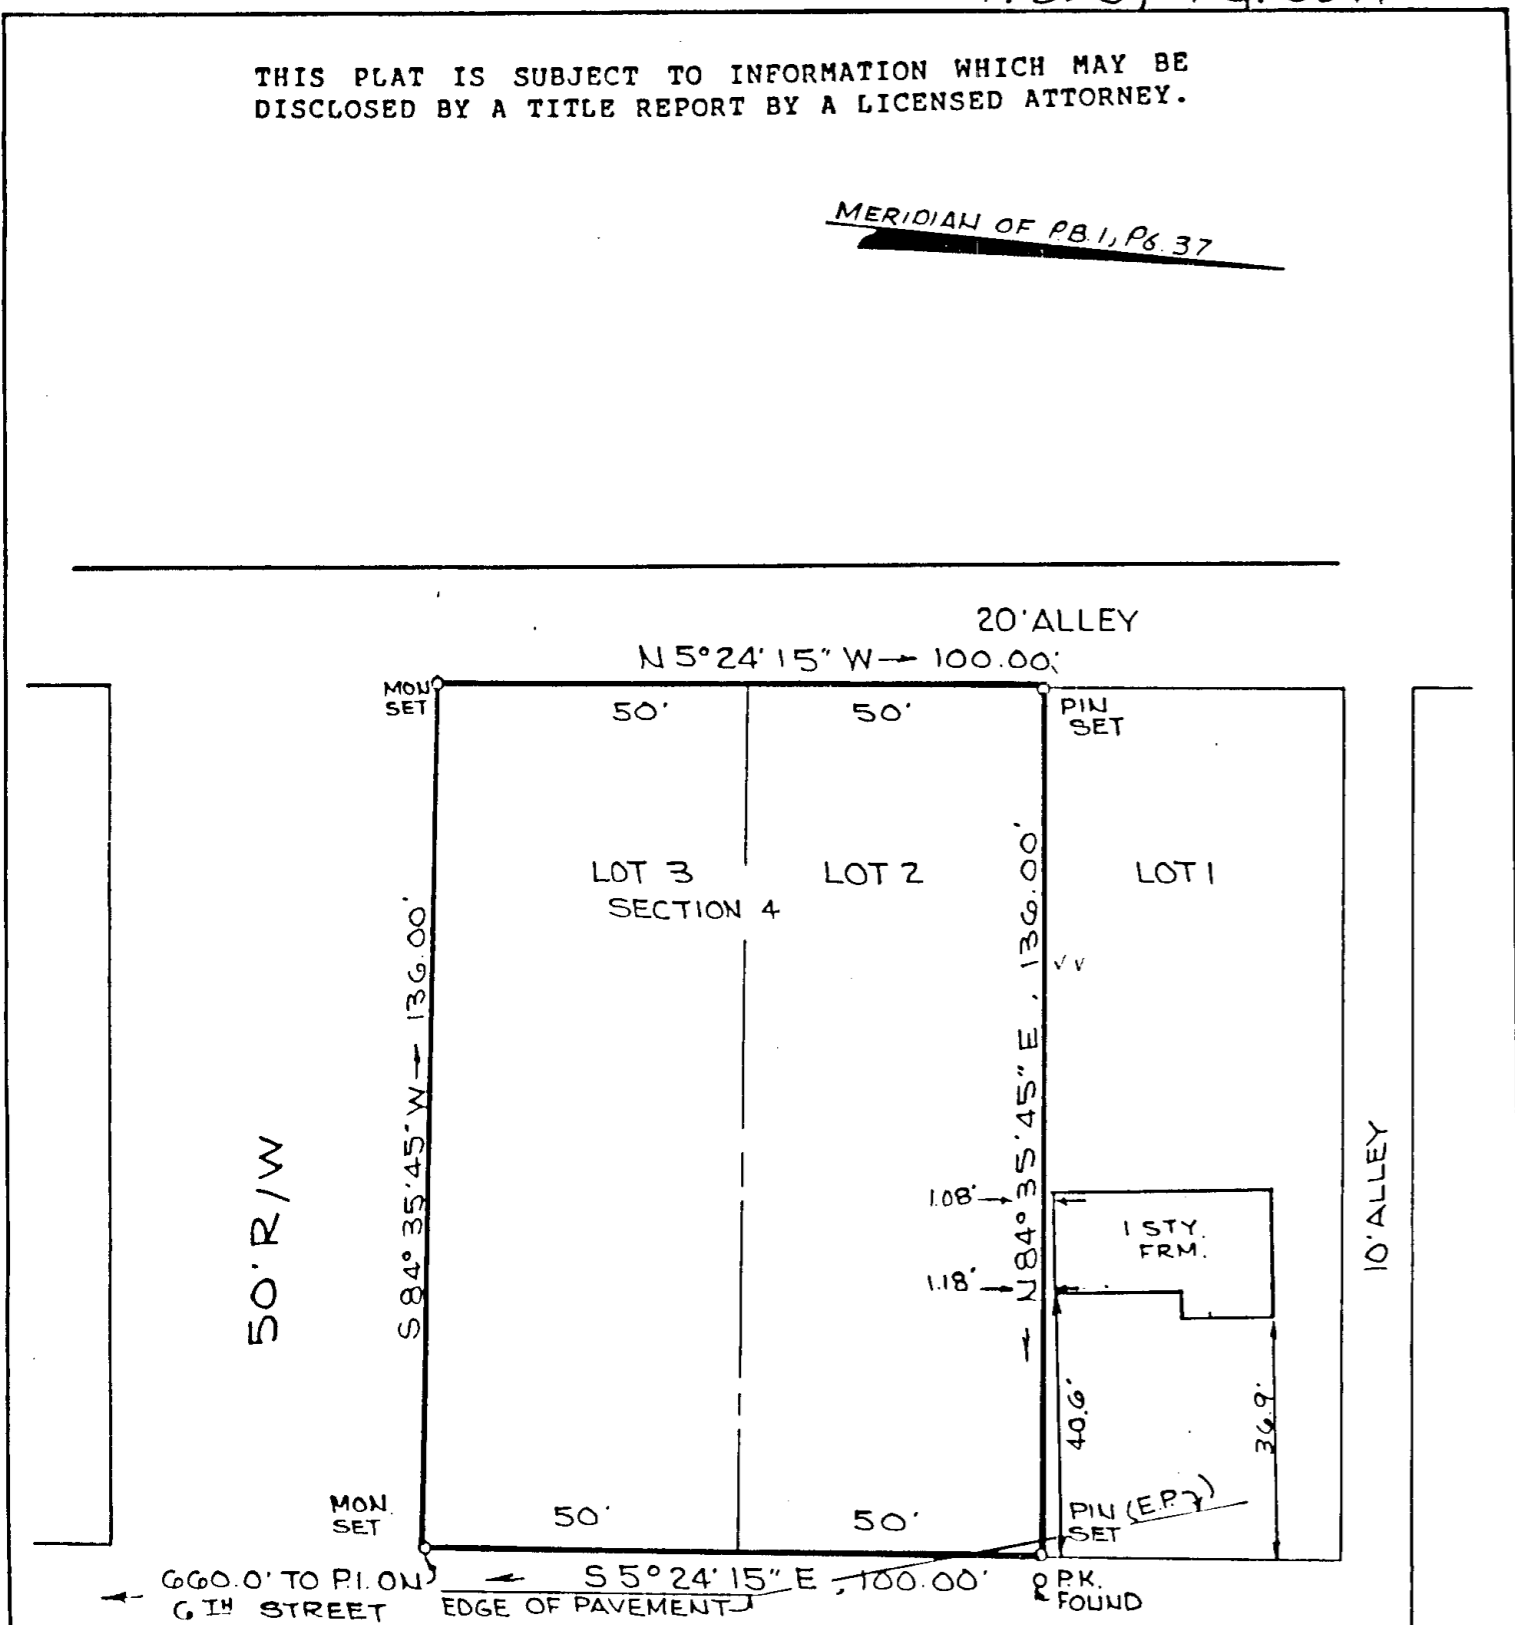 THIS PLAT IS SUBJECT TO INFORMATION WHICH MAY BE
DISCLOSED BY A TITLE REPORT BY A LICENSED ATTORNEY.
MERIDIAN OF P.B.1, PG. 37
20' ALLEY
N 5° 24' 15" W 100.00'
MON
SET
50'
50'
PIN
SET
LOT 3
LOT 2
LOT 1
SECTION 4
S 84° 35' 45" W 136.00'
N 84° 35' 45" E, 136.00'
50' R/W
10' ALLEY
1.08'
1 STY.
FRM.
1.18'
40.6'
36.9'
MON.
SET
50'
50'
PIN (E.P.)
SET
660.0' TO P.I. ON
6TH STREET
S 5° 24' 15" E, 100.00'
EDGE OF PAVEMENT
P.K.
FOUND